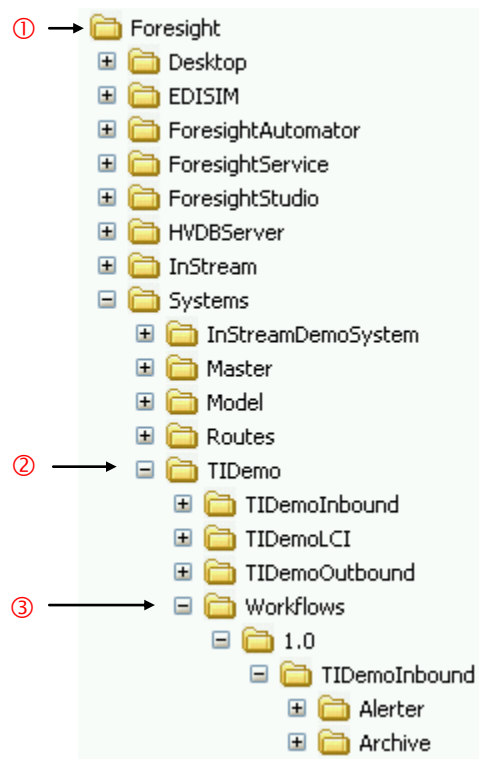 ① Foresight
Desktop
EDISIM
ForesightAutomator
ForesightService
ForesightStudio
HVDBServer
InStream
Systems
InStreamDemoSystem
Master
Model
Routes
② TIDemo
TIDemoInbound
TIDemoLCI
TIDemoOutbound
③ Workflows
1.0
TIDemoInbound
Alerter
Archive